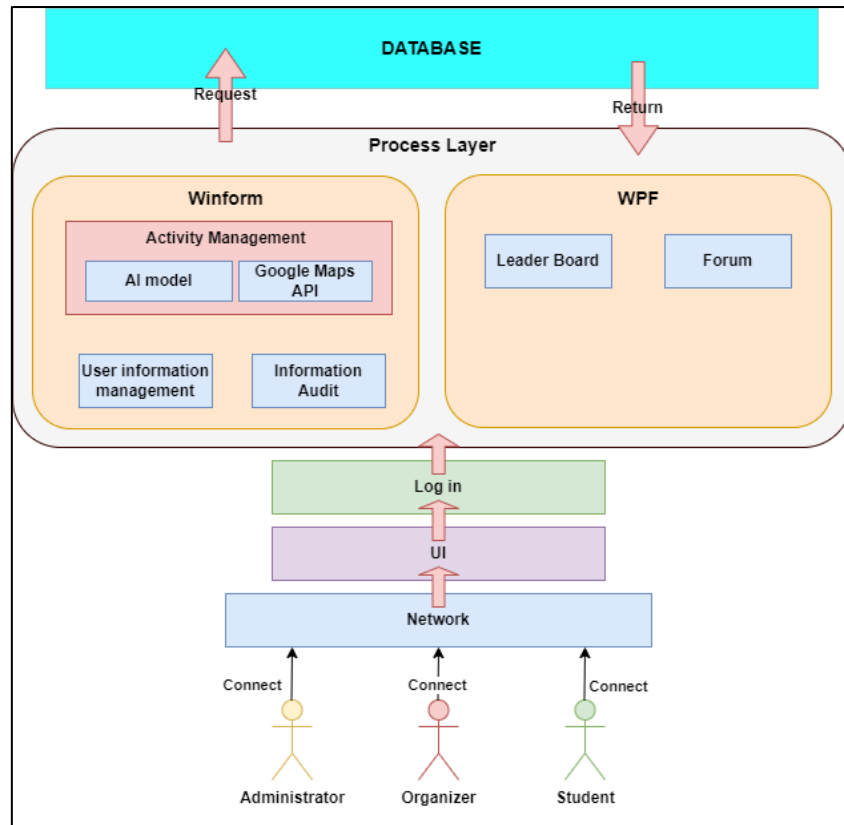 DATABASE
Request
Return
Process Layer
Winform
WPF
Activity Management
AI model
Google Maps
API
Leader Board
Forum
User information
management
Information
Audit
Log in
UI
Network
Connect
Connect
Connect
Administrator
Organizer
Student